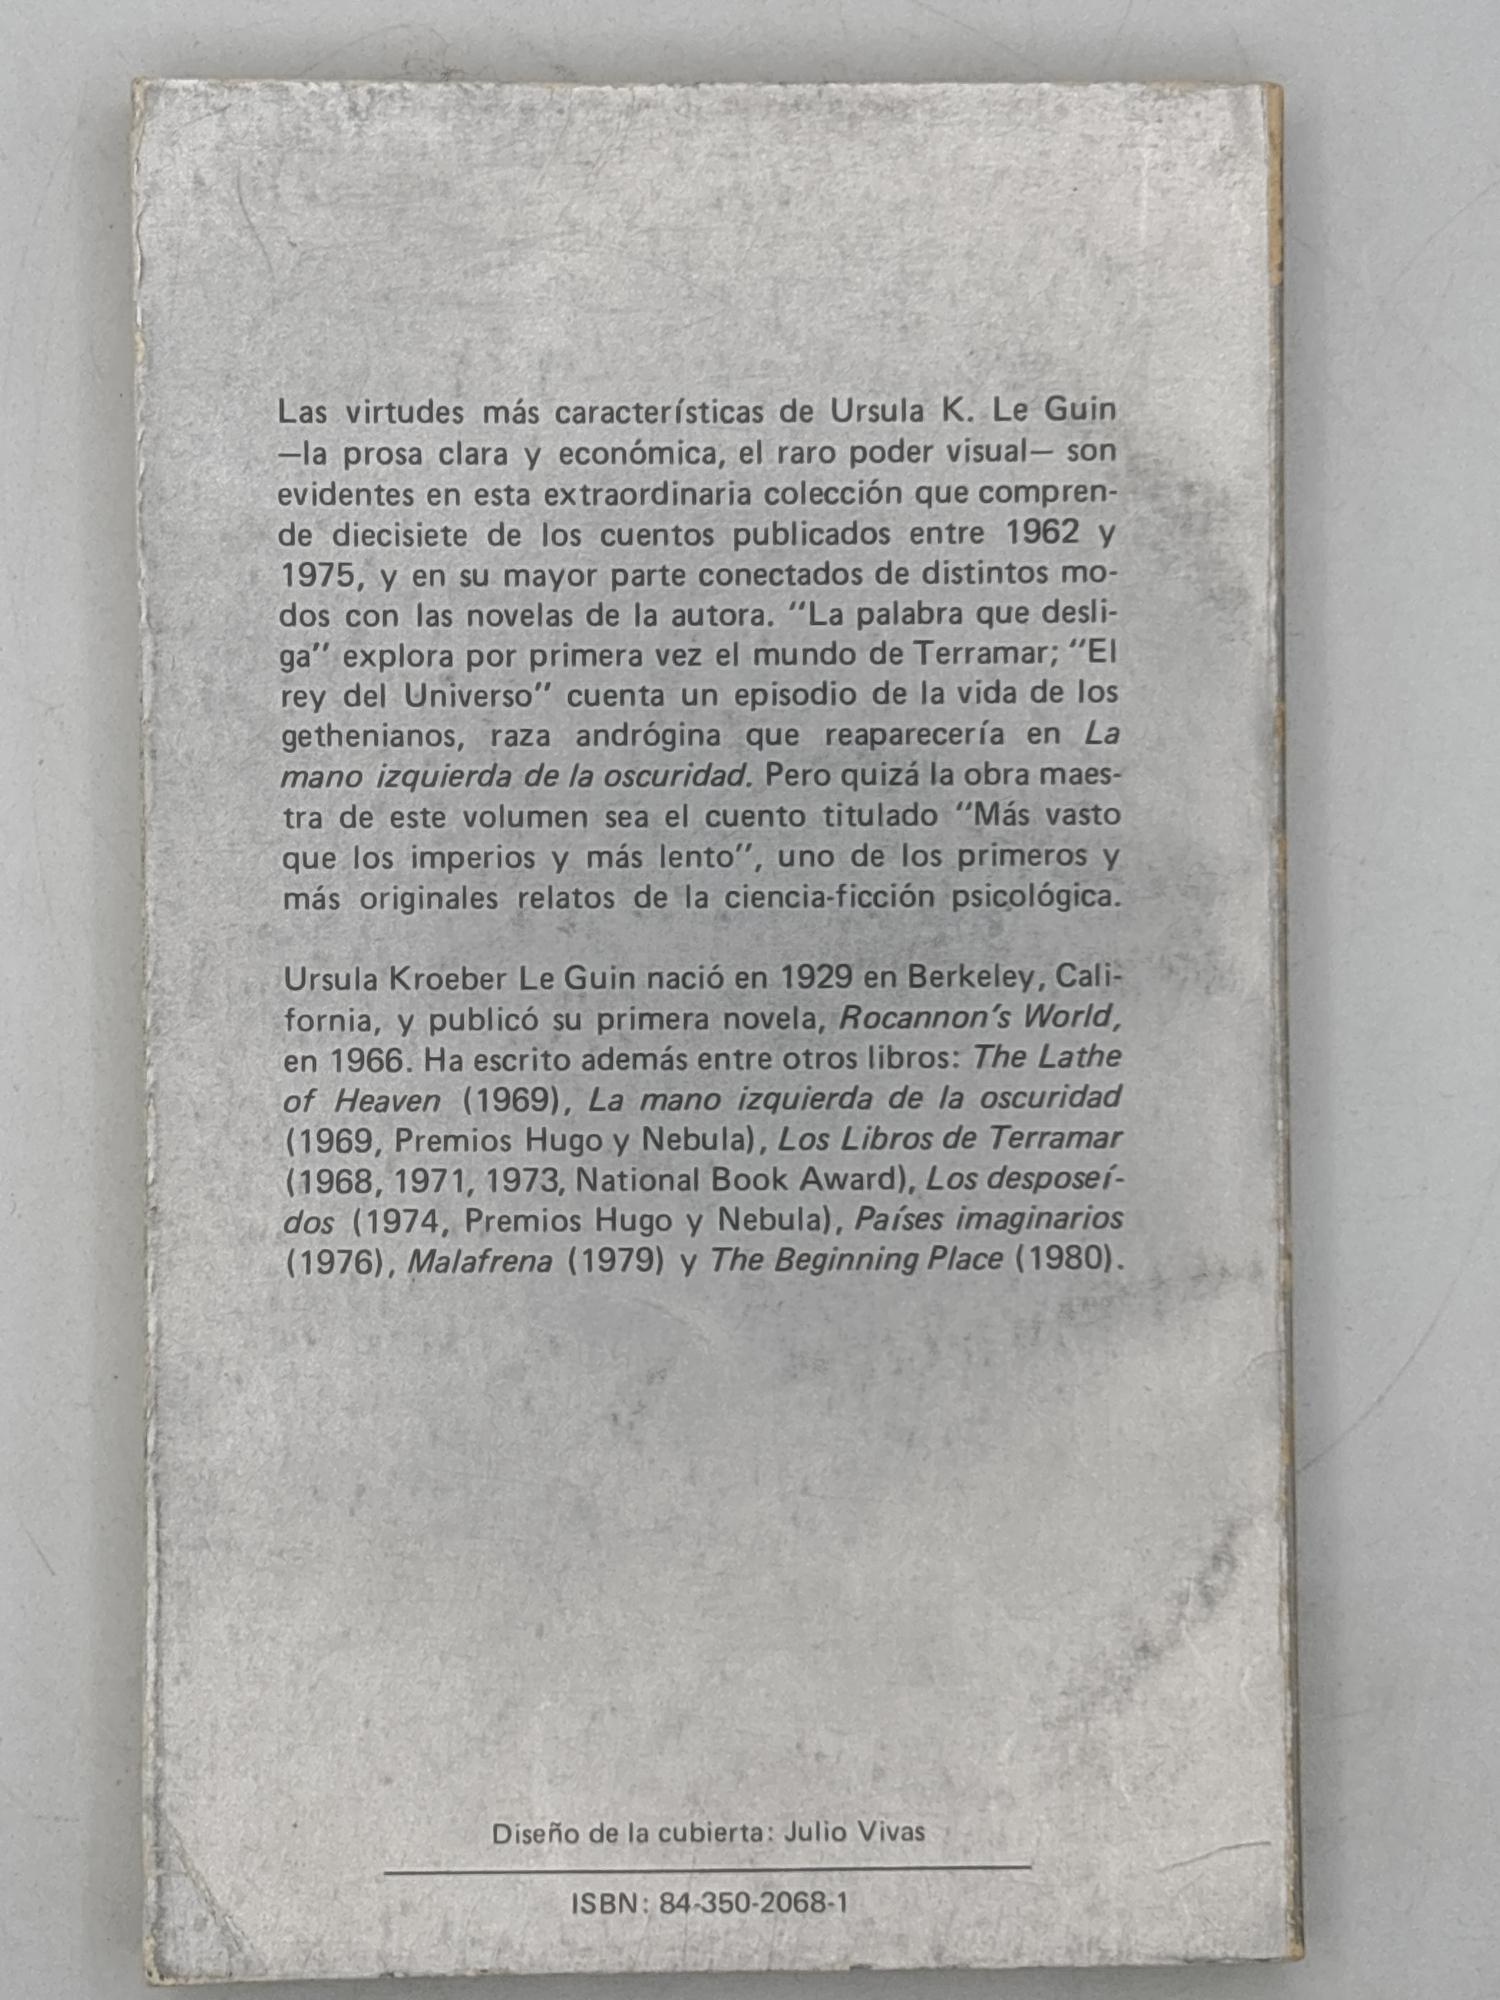 Las virtudes más características de Ursula K. Le Guin
—la prosa clara y económica, el raro poder visual— son
evidentes en esta extraordinaria colección que compren-
de diecisiete de los cuentos publicados entre 1962 y
1975, y en su mayor parte conectados de distintos mo-
dos con las novelas de la autora. "La palabra que desli-
ga" explora por primera vez el mundo de Terramar; "El
rey del Universo" cuenta un episodio de la vida de los
gethenianos, raza andrógina que reaparecería en La
mano izquierda de la oscuridad. Pero quizá la obra maes-
tra de este volumen sea el cuento titulado "Más vasto
que los imperios y más lento", uno de los primeros y
más originales relatos de la ciencia-ficción psicológica.
Ursula Kroeber Le Guin nació en 1929 en Berkeley, Cali-
fornia, y publicó su primera novela, Rocannon's World,
en 1966. Ha escrito además entre otros libros: The Lathe
of Heaven (1969), La mano izquierda de la oscuridad
(1969, Premios Hugo y Nebula), Los Libros de Terramar
(1968, 1971, 1973, National Book Award), Los desposeí-
dos (1974, Premios Hugo y Nebula), Países imaginarios
(1976), Malafrena (1979) y The Beginning Place (1980).
Diseño de la cubierta: Julio Vivas
ISBN: 84-350-2068-1